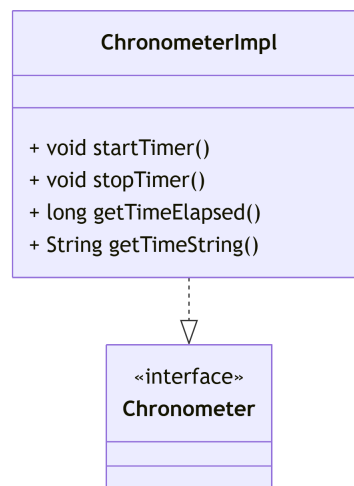 ChronometerImpl
+ void startTimer()
+ void stopTimer()
+ long getTimeElapsed()
+ String getTimeString()
«interface»
Chronometer